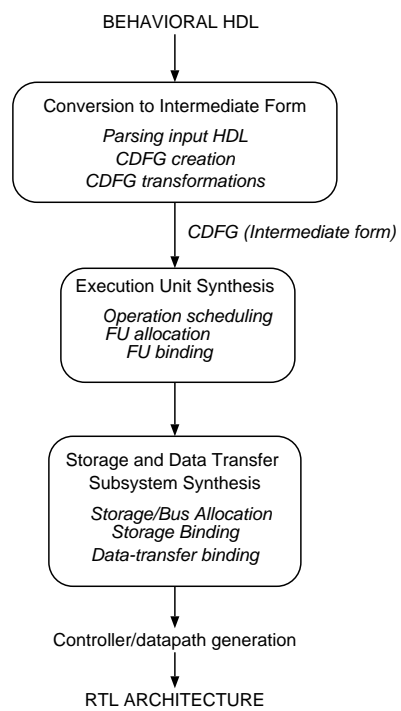 BEHAVIORAL HDL
Conversion to Intermediate Form
Parsing input HDL
CDFG creation
CDFG transformations
CDFG (Intermediate form)
Execution Unit Synthesis
Operation scheduling
FU allocation
FU binding
Storage and Data Transfer
Subsystem Synthesis
Storage/Bus Allocation
Storage Binding
Data-transfer binding
Controller/datapath generation
RTL ARCHITECTURE